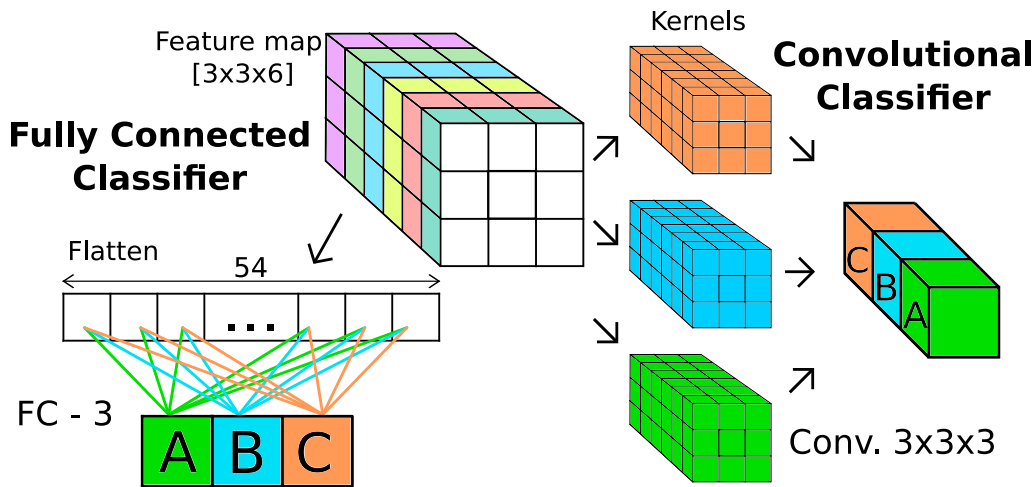 Feature map
[3x3x6]
Kernels
Convolutional
Classifier
Fully Connected
Classifier
Flatten
54
...
FC - 3
A
B
C
C
B
A
Conv. 3x3x3